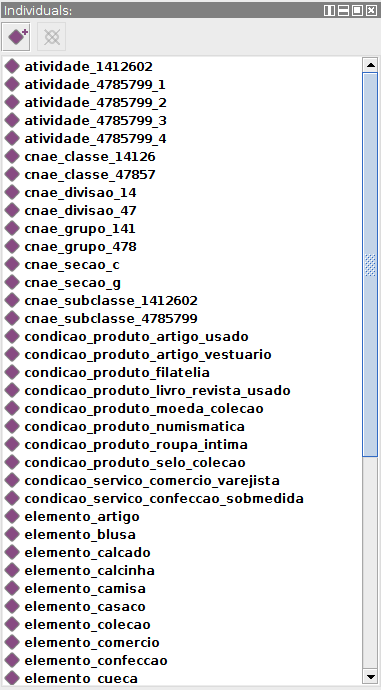 Individuals:
atividade_1412602
atividade_4785799_1
atividade_4785799_2
atividade_4785799_3
atividade_4785799_4
cnae_classe_14126
cnae_classe_47857
cnae_divisao_14
cnae_divisao_47
cnae_grupo_141
cnae_grupo_478
cnae_secao_c
cnae_secao_g
cnae_subclasse_1412602
cnae_subclasse_4785799
condicao_produto_artigo_usado
condicao_produto_artigo_vestuario
condicao_produto_filatelia
condicao_produto_livro_revista_usado
condicao_produto_moeda_colecao
condicao_produto_numismatica
condicao_produto_roupa_intima
condicao_produto_selo_colecao
condicao_servico_comercio_varejista
condicao_servico_confeccao_sobmedida
elemento_artigo
elemento_blusa
elemento_calcado
elemento_calcinha
elemento_camisa
elemento_casaco
elemento_colecao
elemento_comercio
elemento_confeccao
elemento_cueca